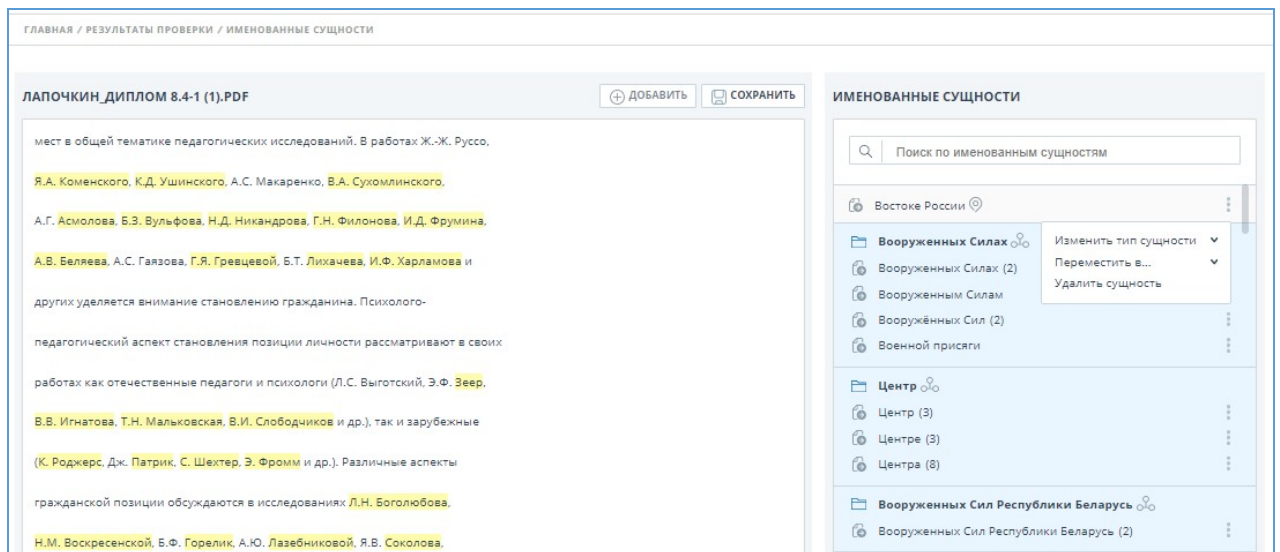 ГЛАВНАЯ / РЕЗУЛЬТАТЫ ПРОВЕРКИ / ИМЕНОВАННЫЕ СУЩНОСТИ
ЛАПОЧКИН_ДИПЛОМ 8.4-1 (1).PDF
ДОБАВИТЬ
СОХРАНИТЬ
мест в общей тематике педагогических исследований. В работах Ж.-Ж. Руссо,
Я.А. Коменского, К.Д. Ушинского, А.С. Макаренко, В.А. Сухомлинского,
А.Г. Асмолова, Б.З. Вульфова, Н.Д. Никандрова, Г.Н. Филонова, И.Д. Фрумина,
А.В. Беляева, А.С. Гаязова, Г.Я. Гревцевой, Б.Т. Лихачева, И.Ф. Харламова и
других уделяется внимание становлению гражданина. Психолого-
педагогический аспект становления позиции личности рассматривают в своих
работах как отечественные педагоги и психологи (Л.С. Выготский, Э.Ф. Зеер,
В.В. Игнатова, Т.Н. Мальковская, В.И. Слободчиков и др.), так и зарубежные
(К. Роджерс, Дж. Патрик, С. Шехтер, Э. Фромм и др.). Различные аспекты
гражданской позиции обсуждаются в исследованиях Л.Н. Боголюбова,
Н.М. Воскресенской, Б.Ф. Горелик, А.Ю. Лазебниковой, Я.В. Соколова,
ИМЕНОВАННЫЕ СУЩНОСТИ
Поиск по именованным сущностям
Востоке России
Вооруженных Силах
Вооруженных Силах (2)
Вооруженным Силам
Вооружённых Сил (2)
Военной присяги
Изменить тип сущности
Переместить в...
Удалить сущность
Центр
Центр (3)
Центре (3)
Центра (8)
Вооруженных Сил Республики Беларусь
Вооруженных Сил Республики Беларусь (2)